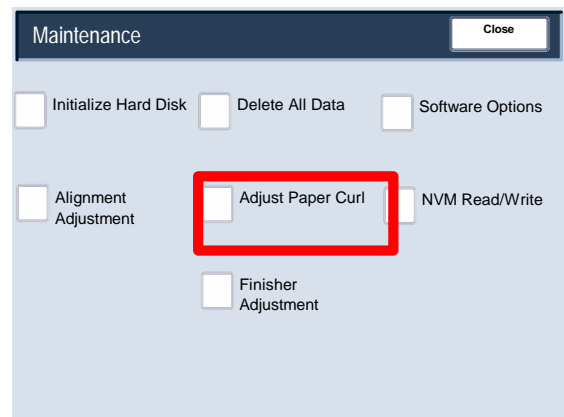 Maintenance
Close
Initialize Hard Disk
Delete All Data
Software Options
Alignment
Adjustment
Adjust Paper Curl
NVM Read/Write
Finisher
Adjustment